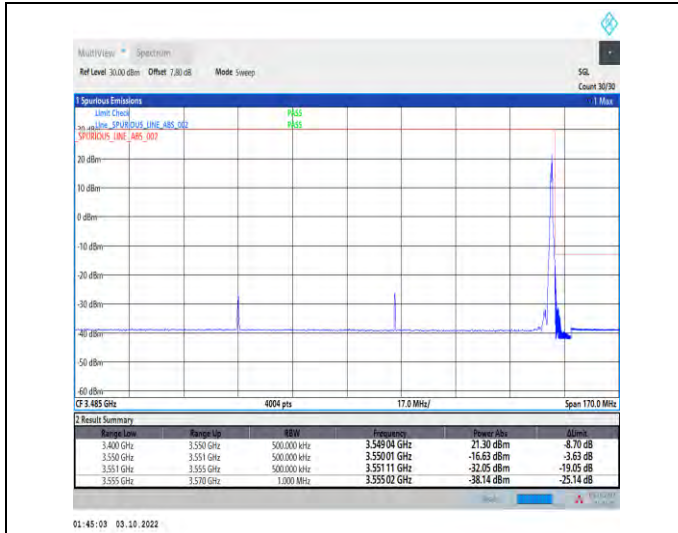 MultiView Spectrum
Ref Level 30.00 dBm Offset 7.80 dB Mode Sweep SGL
Count 30/30
1 Spurious Emissions 1 Max
Limit Check PASS
Line _SPURIOUS_LINE_ABS_002 PASS
_SPURIOUS_LINE_ABS_002
20 dBm
10 dBm
0 dBm
-10 dBm
-20 dBm
-30 dBm
-40 dBm
-50 dBm
-60 dBm
CF 3.485 GHz 4004 pts 17.0 MHz/ Span 170.0 MHz
2 Result Summary
Range Low Range Up RBW Frequency Power Abs ΔLimit
3.400 GHz 3.550 GHz 500.000 kHz 3.54904 GHz 21.30 dBm -8.70 dB
3.550 GHz 3.551 GHz 500.000 kHz 3.55001 GHz -16.63 dBm -3.63 dB
3.551 GHz 3.555 GHz 500.000 kHz 3.55111 GHz -32.05 dBm -19.05 dB
3.555 GHz 3.570 GHz 1.000 MHz 3.55502 GHz -38.14 dBm -25.14 dB
01:45:03 03.10.2022